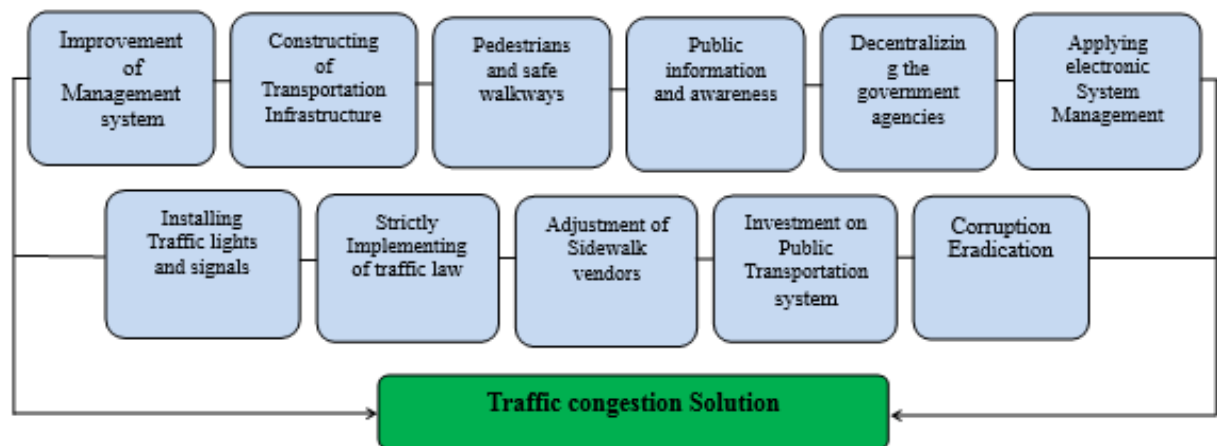 Improvement
of
Management
system
Constructing
of
Transportation
Infrastructure
Pedestrians
and safe
walkways
Public
information
and awareness
Decentralizin
g the
government
agencies
Applying
electronic
System
Management
Installing
Traffic lights
and signals
Strictly
Implementing
of traffic law
Adjustment of
Sidewalk
vendors
Investment on
Public
Transportation
system
Corruption
Eradication
Traffic congestion Solution